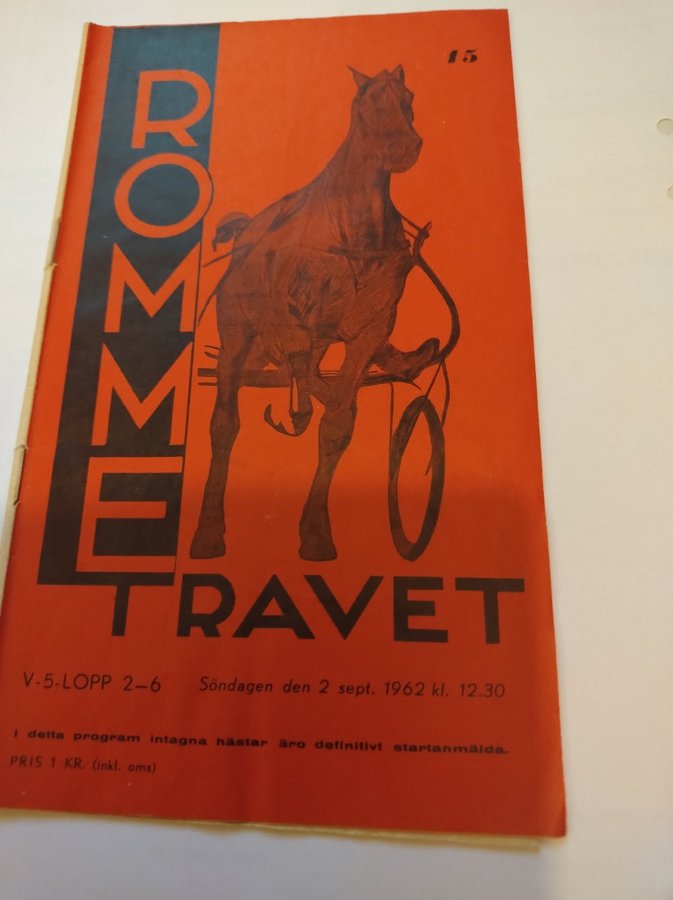 15
ROMME
TRAVET
V-5-LOPP 2–6 Söndagen den 2 sept. 1962 kl. 12.30
I detta program intagna hästar äro definitivt startanmälda.
PRIS 1 KR. (inkl. oms)